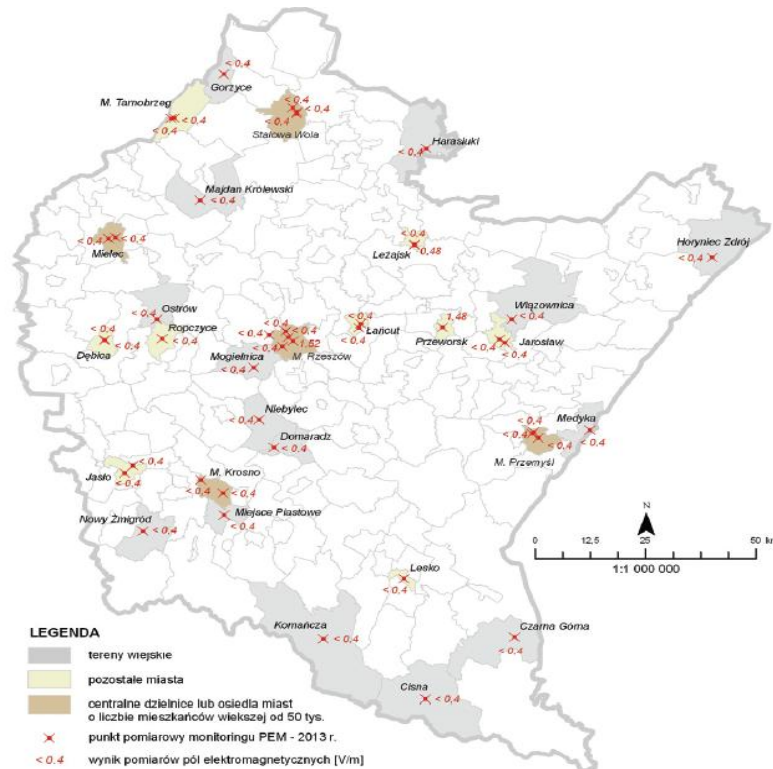 < 0,4
Gorzyce
M. Tarnobrzeg
< 0,4
< 0.4
< 0.4
< 0.4
< 0,4
Stalowa Wola
Harasiuki
< 0,4
Majdan Królewski
< 0.4
< 0,4
< 0.4
Mielec
< 0.4
Leżajsk
0,48
Horyniec Zdrój
< 0.4
Ostrów
< 0.4
Ropczyce
< 0.4
< 0.4
< 0.4
Dębica
< 0.4
< 0.4
< 0.4
< 0.4
1.52
M. Rzeszów
Mogielnica
< 0.4
< 0.4
Łańcut
< 0.4
1,48
Przeworsk
Wiązownica
< 0.4
Jarosław
< 0.4
< 0.4
Niebylec
< 0.4
Domaradz
< 0.4
< 0.4
< 0.4
< 0.4
Medyka
< 0.4
M. Przemyśl
Jasło
< 0.4
< 0.4
M. Krosno
< 0.4
< 0.4
Miejsce Piastowe
< 0.4
Nowy Żmigród
< 0.4
N
0 12,5 25 50
1:1 000 000
Lesko
< 0.4
Komańcza
< 0.4
Czarna Górna
< 0.4
Cisna
< 0,4
LEGENDA
tereny wiejskie
pozostałe miasta
centralne dzielnice lub osiedla miast
o liczbie mieszkańców większej od 50 tys.
punkt pomiarowy monitoringu PEM - 2013 r.
< 0.4 wynik pomiarów pól elektromagnetycznych [V/m]